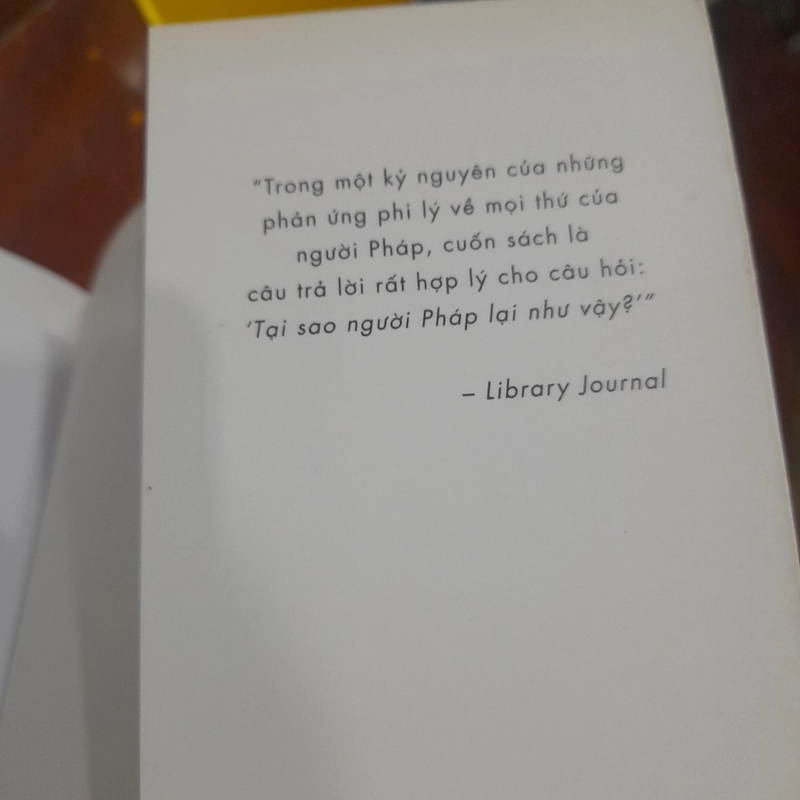 "Trong một kỷ nguyên của những
phản ứng phi lý về mọi thứ của
người Pháp, cuốn sách là
câu trả lời rất hợp lý cho câu hỏi:
'Tại sao người Pháp lại như vậy?'"
– Library Journal